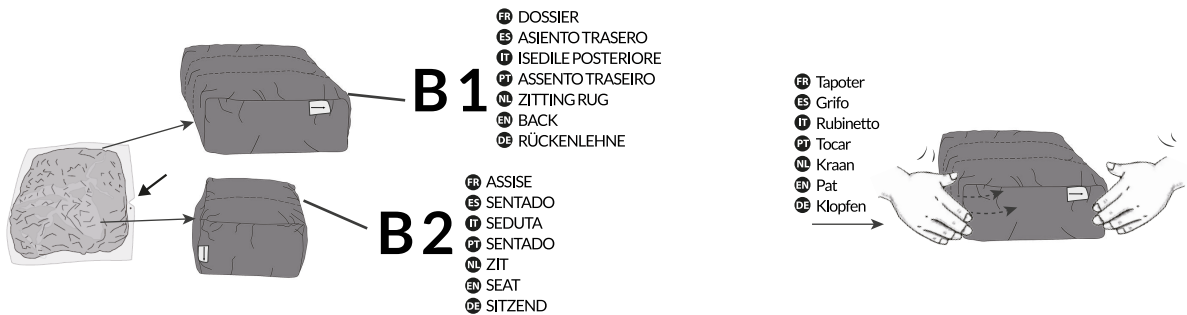 B 1
FR DOSSIER
ES ASIENTO TRASERO
IT ISEDILE POSTERIORE
PT ASSENTO TRASEIRO
NL ZITTING RUG
EN BACK
DE RÜCKENLEHNE
B 2
FR ASSISE
ES SENTADO
IT SEDUTA
PT SENTADO
NL ZIT
EN SEAT
DE SITZEND
FR Tapoter
ES Grifo
IT Rubinetto
PT Tocar
NL Kraan
EN Pat
DE Klopfen